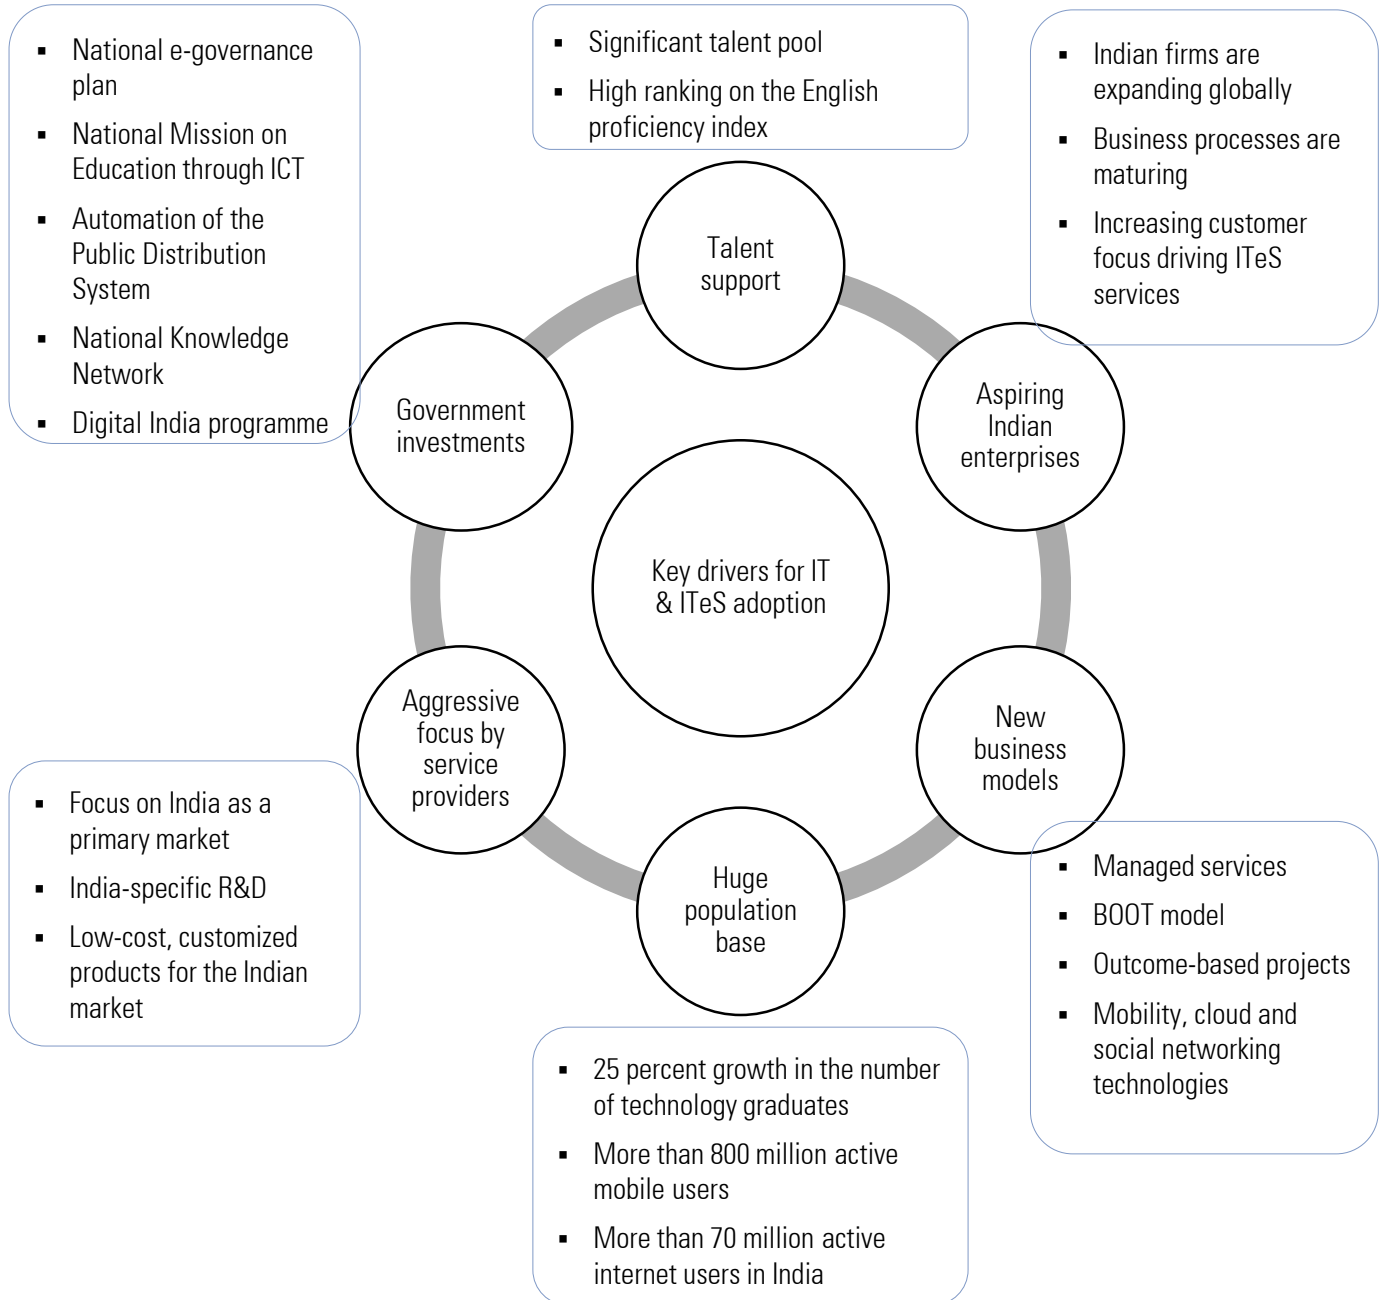 ▪ National e-governance
plan
▪ National Mission on
Education through ICT
▪ Automation of the
Public Distribution
System
▪ National Knowledge
Network
▪ Digital India programme
▪ Significant talent pool
▪ High ranking on the English
proficiency index
▪ Indian firms are
expanding globally
▪ Business processes are
maturing
▪ Increasing customer
focus driving ITeS
services
Talent
support
Government
investments
Aspiring
Indian
enterprises
Key drivers for IT
& ITeS adoption
Aggressive
focus by
service
providers
New
business
models
Huge
population
base
▪ Focus on India as a
primary market
▪ India-specific R&D
▪ Low-cost, customized
products for the Indian
market
▪ Managed services
▪ BOOT model
▪ Outcome-based projects
▪ Mobility, cloud and
social networking
technologies
▪ 25 percent growth in the number
of technology graduates
▪ More than 800 million active
mobile users
▪ More than 70 million active
internet users in India